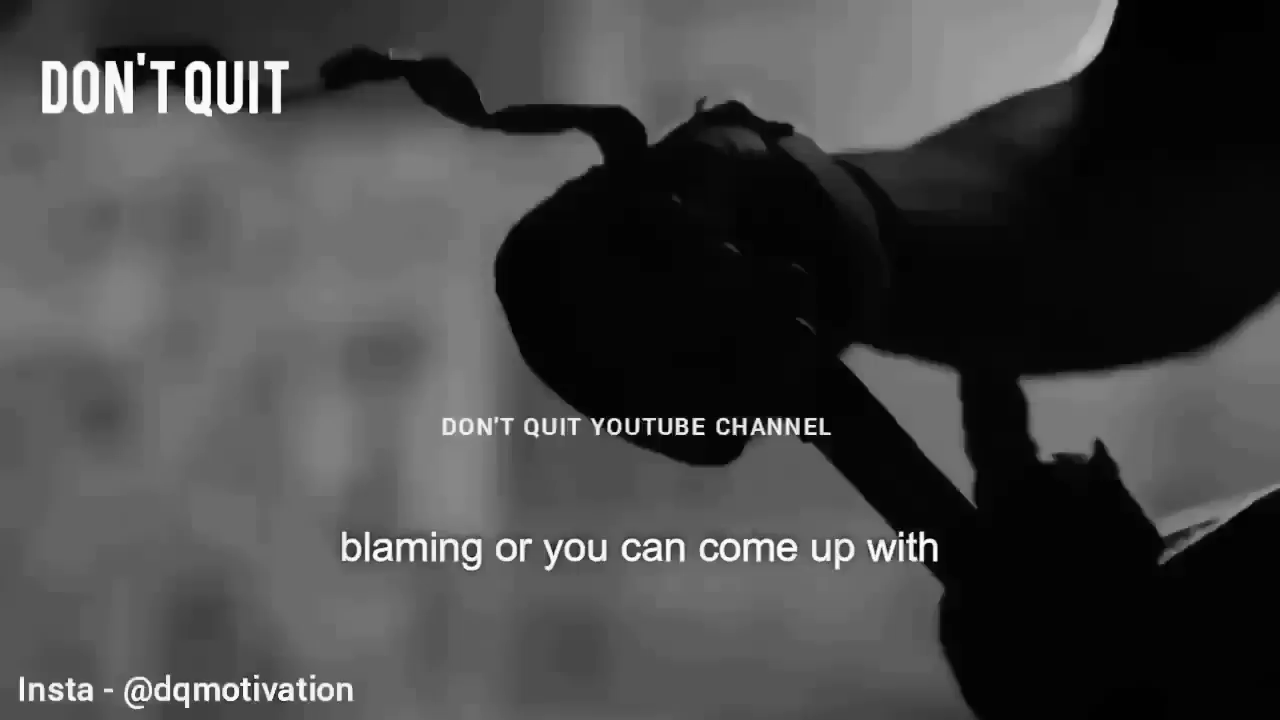 DON'T QUIT
DON'T QUIT YOUTUBE CHANNEL
blaming or you can come up with
Insta - @dqmotivation